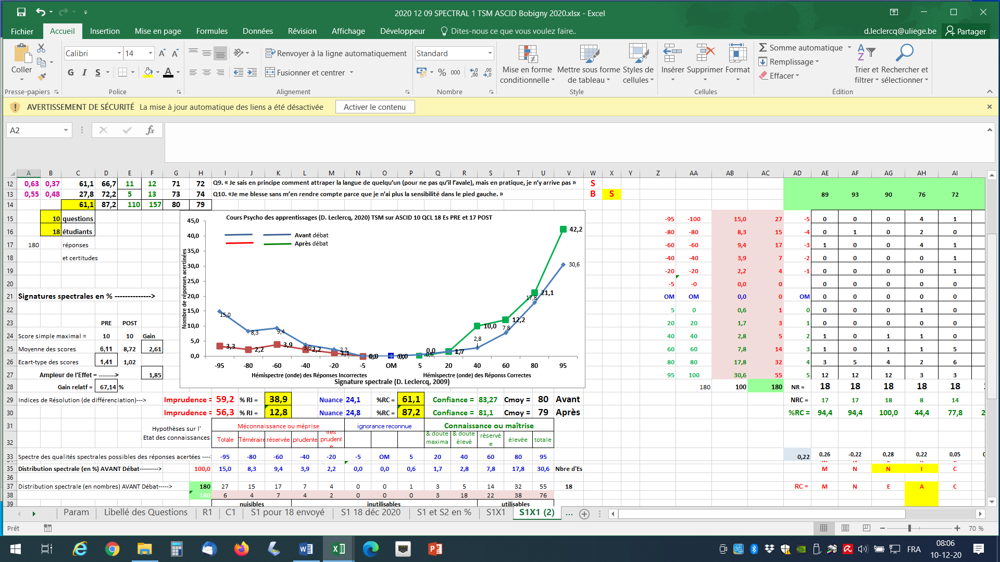 2020 12 09 SPECTRAL 1 TSM ASCID Bobigny 2020.xlsx - Excel
Fichier Accueil Insertion Mise en page Formules Données Révision Affichage Développeur Dites-nous ce que vous voulez faire.. d.leclercq@uliege.be Partager
Coller
Calibri 14
G I S A
Renvoyer à la ligne automatiquement
Fusionner et centrer
Standard
% 000
Mise en forme conditionnelle
Mettre sous forme de tableau
Styles de cellules
Insérer Supprimer Format
Somme automatique
Remplissage
Effacer
Trier et filtrer
Rechercher et sélectionner
Presse-papiers Police Alignement Nombre Style Cellules Édition
AVERTISSEMENT DE SÉCURITÉ La mise à jour automatique des liens a été désactivée Activer le contenu
A2 fx
A B C D E F G H I J K L M N O P Q R S T U V W X Y Z AA AB AC AD AE AF AG AH AI
12 0,63 0,37 61,1 66,7 11 12 71 72 Q9. « Je sais en principe comment attraper la langue de quelqu'un (pour ne pas qu'il l'avale), mais en pratique, je n'y arrive pas » S
13 0,55 0,48 27,8 72,2 5 13 73 74 Q10. «Je me blesse sans m'en rendre compte parce que je n'ai plus la sensibilité dans le pied gauche. » B S 89 93 90 76 72
14 61,1 87,2 110 157 80 79
15 10 questions -95 -100 15,0 27 -5 0 0 0 4 1
16 18 étudiants -80 -80 8,3 15 -4 0 1 0 2 0
17 180 réponses -60 -60 9,4 17 -3 1 0 0 4 1
18 et certitudes -40 -40 3,9 7 -2 0 0 0 0 1
19 -20 -20 2,2 4 -1 0 0 0 0 1
20 -5 -0 0,0 0 0 0 0 0 0
21 Signatures spectrales en % --------------> OM OM 0,0 0 OM 0 0 0 0 0
22 5 0 0,6 1 0 0 0 0 1 0
23 PRE POST 20 20 1,7 3 1 0 0 0 0 0
24 Score simple maximal = 10 10 Gain 40 40 2,8 5 2 1 0 1 1 0
25 Moyenne des scores 6,11 8,72 2,61 60 60 7,8 14 3 1 0 1 1 5
26 Ecart-type des scores 1,41 1,02 80 80 17,8 32 4 3 5 4 2 6
27 Ampleur de l'Effet = --------> 1,85 95 100 30,6 55 5 12 12 12 3 3
28 Gain relatf = 67,14 % 180 100 180 NR = 18 18 18 18 18
Cours Psycho des apprentissages (D. Leclercq, 2020) TSM sur ASCID 10 QCL 18 Es PRE et 17 POST
Avant débat
Après débat
Nombre de réponses acertinées
45,0
40,0
35,0
30,0
25,0
20,0
15,0
10,0
5,0
0,0
15,0 8,3 9,4 3,9 2,2 0,6 1,7 2,8 7,8 17,8 30,6
3,3 2,2 3,9 2,2 1,1 0,0 0,0 0,0 1,7 10,0 12,2 21,1 42,2
-95 -80 -60 -40 -20 -5 OM 5 20 40 60 80 95
Hémispectre (onde) des Réponses Incorrectes Hémispectre (onde) des Réponss Correctes
Signature spectrale (D. Leclercq, 2009)
29 Indices de Résolution (de différenciation)---> Imprudence = 59,2 % RI = 38,9 Nuance 24,1 %RC = 61,1 Confiance = 83,27 Cmoy = 80 Avant NRC = 17 17 18 8 14
30 Imprudence = 56,3 % RI = 12,8 Nuance 24,8 %RC = 87,2 Confiance = 81,1 Cmoy = 79 Après %RC = 94,4 94,4 100,0 44,4 77,8 2
31 Hypothèses sur l' Méconnaissance ou méprise ignorance reconnue Connaissance ou maîtrise
32 Etat des connaissances Totale Téméraire réservée prudente très prudente & doute maxima & doute élevé réservée élevée totale
33 Spectre des qualités spectrales possibles des réponses acertées ----: -95 -80 -60 -40 -20 -5 OM 5 20 40 60 80 95 0,22 0,26 -0,22 0,28 0,22 0,05
35 Distribution spectrale (en %) AVANT Débat---------> 100,0 15,0 8,3 9,4 3,9 2,2 0,0 0,0 0,6 1,7 2,8 7,8 17,8 30,6 Nbre d'Es M N N I C
36
37 Distribution spectrale (en nombres) AVANT Débat-----> 180 27 15 17 7 4 0 0 1 3 5 14 32 55 18 RC = M N E A C
38 180 6 4 7 4 2 0 0 0 3 18 22 38 76
39 nuisibles inutilisables utilisables
Param Libellé des Questions R1 C1 S1 pour 18 envoyé S1 18 déc 2020 S1 et S2 en % S1X1 S1X1 (2) ...
Prêt 70 %
FRA 08:06
10-12-20